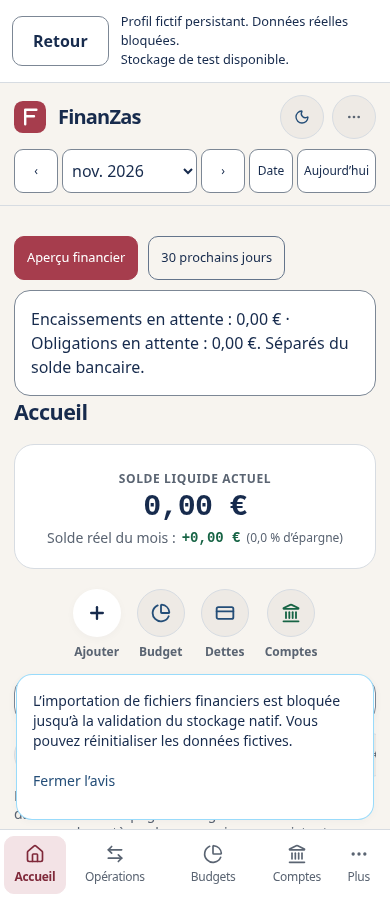 Retour
Profil fictif persistant. Données réelles
bloquées.
Stockage de test disponible.
FinanZas
‹ nov. 2026 › Date Aujourd’hui
Aperçu financier 30 prochains jours
Encaissements en attente : 0,00 € ·
Obligations en attente : 0,00 €. Séparés du
solde bancaire.
Accueil
SOLDE LIQUIDE ACTUEL
0,00 €
Solde réel du mois : +0,00 € (0,0 % d’épargne)
Ajouter Budget Dettes Comptes
L’importation de fichiers financiers est bloquée
jusqu’à la validation du stockage natif. Vous
pouvez réinitialiser les données fictives.
Fermer l’avis
Accueil Opérations Budgets Comptes Plus